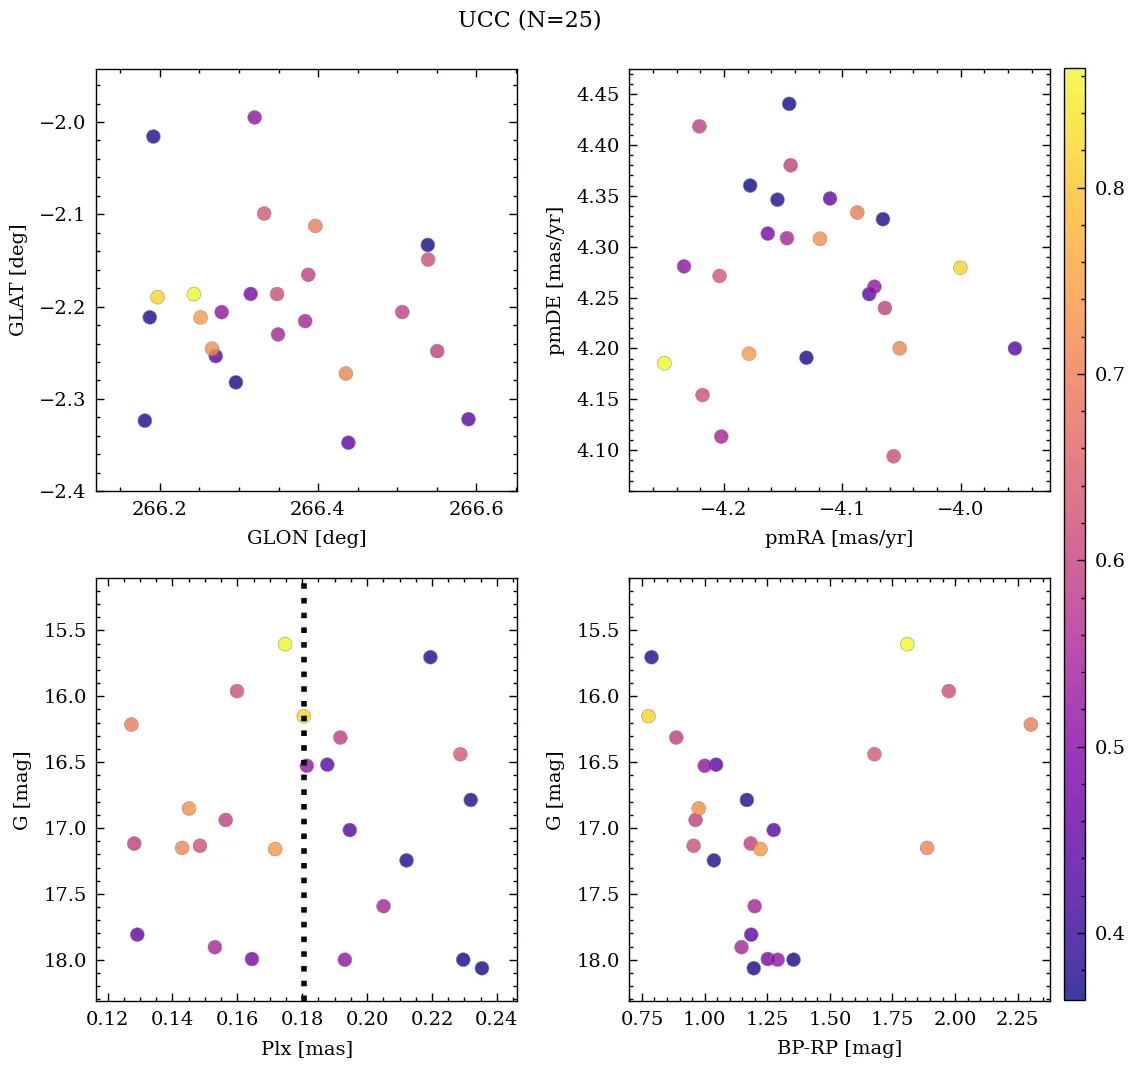 UCC (N=25)
−2.0
−2.1
−2.2
−2.3
−2.4
GLAT [deg]
266.2 266.4 266.6
GLON [deg]
4.45
4.40
4.35
4.30
4.25
4.20
4.15
4.10
pmDE [mas/yr]
−4.2 −4.1 −4.0
pmRA [mas/yr]
15.5
16.0
16.5
17.0
17.5
18.0
G [mag]
0.12 0.14 0.16 0.18 0.20 0.22 0.24
Plx [mas]
15.5
16.0
16.5
17.0
17.5
18.0
G [mag]
0.75 1.00 1.25 1.50 1.75 2.00 2.25
BP-RP [mag]
0.8
0.7
0.6
0.5
0.4